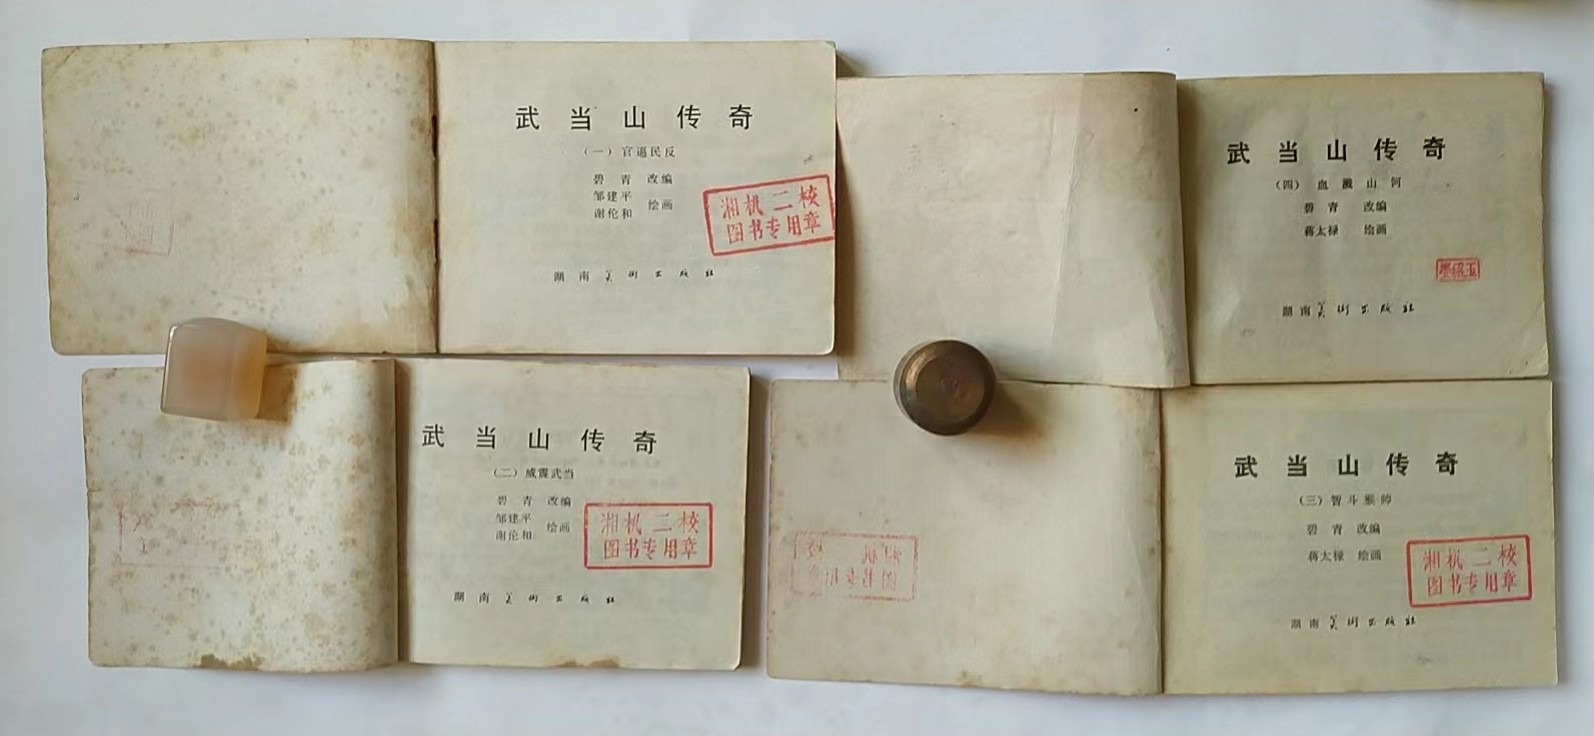 武当山传奇
(一)官逼民反
碧青 改编
邹建平
谢伦和 绘画
湘机二校
图书专用章
湖南美术出版社
武当山传奇
(四)血溅山河
碧青 改编
蒋太禄 绘画
湖南美术出版社
武当山传奇
(二)威震武当
碧青 改编
邹建平
谢伦和 绘画
湘机二校
图书专用章
湖南美术出版社
武当山传奇
(三)智斗猴帅
碧青 改编
蒋太禄 绘画
湘机二校
图书专用章
湖南美术出版社